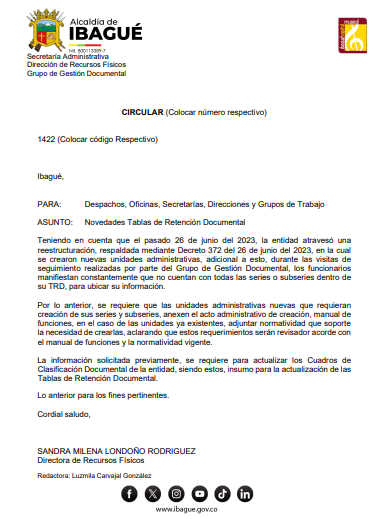 Alcaldía de
IBAGUÉ
Nit. 800113389-7
Secretaría Administrativa
Dirección de Recursos Físicos
Grupo de Gestión Documental
CIRCULAR (Colocar número respectivo)
1422 (Colocar código Respectivo)
Ibagué,
PARA: Despachos, Oficinas, Secretarías, Direcciones y Grupos de Trabajo
ASUNTO: Novedades Tablas de Retención Documental
Teniendo en cuenta que el pasado 26 de junio del 2023, la entidad atravesó una
reestructuración, respaldada mediante Decreto 372 del 26 de junio del 2023, en la cual
se crearon nuevas unidades administrativas, adicional a esto, durante las visitas de
seguimiento realizadas por parte del Grupo de Gestión Documental, los funcionarios
manifiestan constantemente que no cuentan con todas las series o subseries dentro de
su TRD, para ubicar su información.
Por lo anterior, se requiere que las unidades administrativas nuevas que requieran
creación de sus series y subseries, anexen el acto administrativo de creación, manual de
funciones, en el caso de las unidades ya existentes, adjuntar normatividad que soporte
la necesidad de crearlas, aclarando que estos requerimientos serán revisador acorde con
el manual de funciones y la normatividad vigente.
La información solicitada previamente, se requiere para actualizar los Cuadros de
Clasificación Documental de la entidad, siendo estos, insumo para la actualización de las
Tablas de Retención Documental.
Lo anterior para los fines pertinentes.
Cordial saludo,
SANDRA MILENA LONDOÑO RODRIGUEZ
Directora de Recursos Físicos
Redactora: Luzmila Carvajal González
www.ibague.gov.co